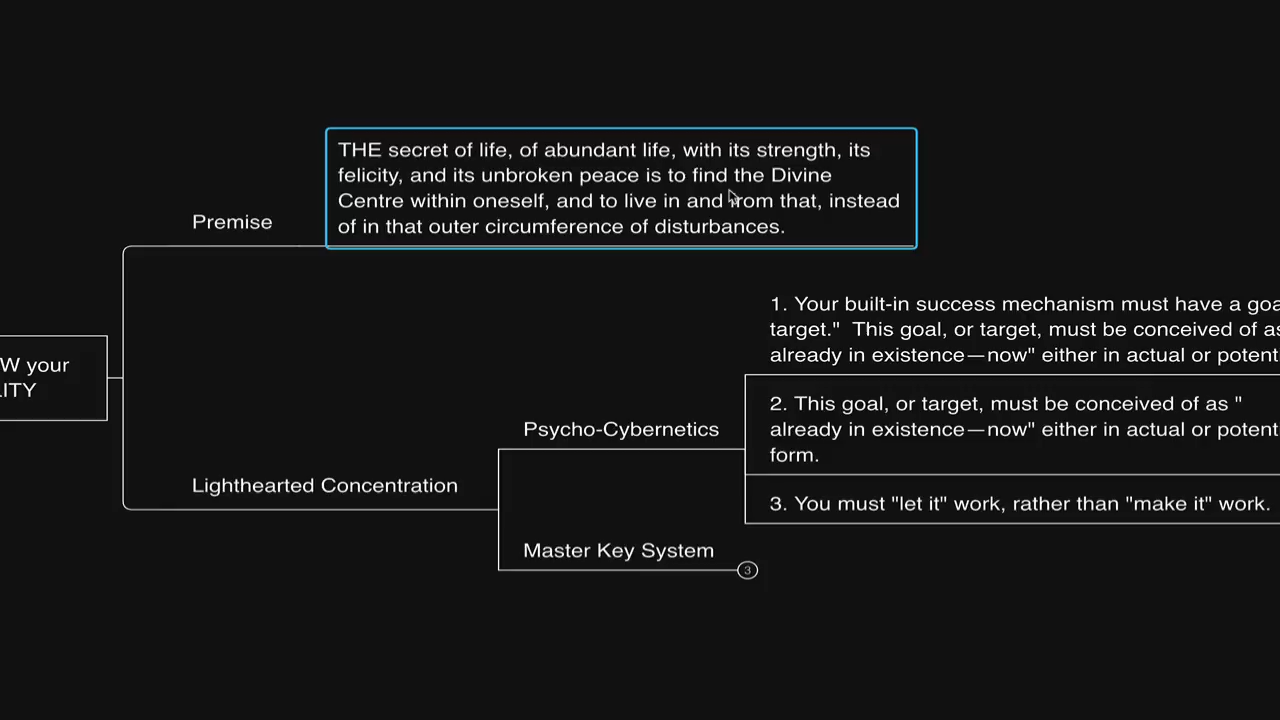 THE secret of life, of abundant life, with its strength, its
felicity, and its unbroken peace is to find the Divine
Centre within oneself, and to live in and from that, instead
of in that outer circumference of disturbances.
Premise
1. Your built-in success mechanism must have a goa
target."  This goal, or target, must be conceived of as
already in existence—now" either in actual or potent
W your
LITY
2. This goal, or target, must be conceived of as "
already in existence—now" either in actual or potent
form.
Psycho-Cybernetics
Lighthearted Concentration
3. You must "let it" work, rather than "make it" work.
Master Key System
3